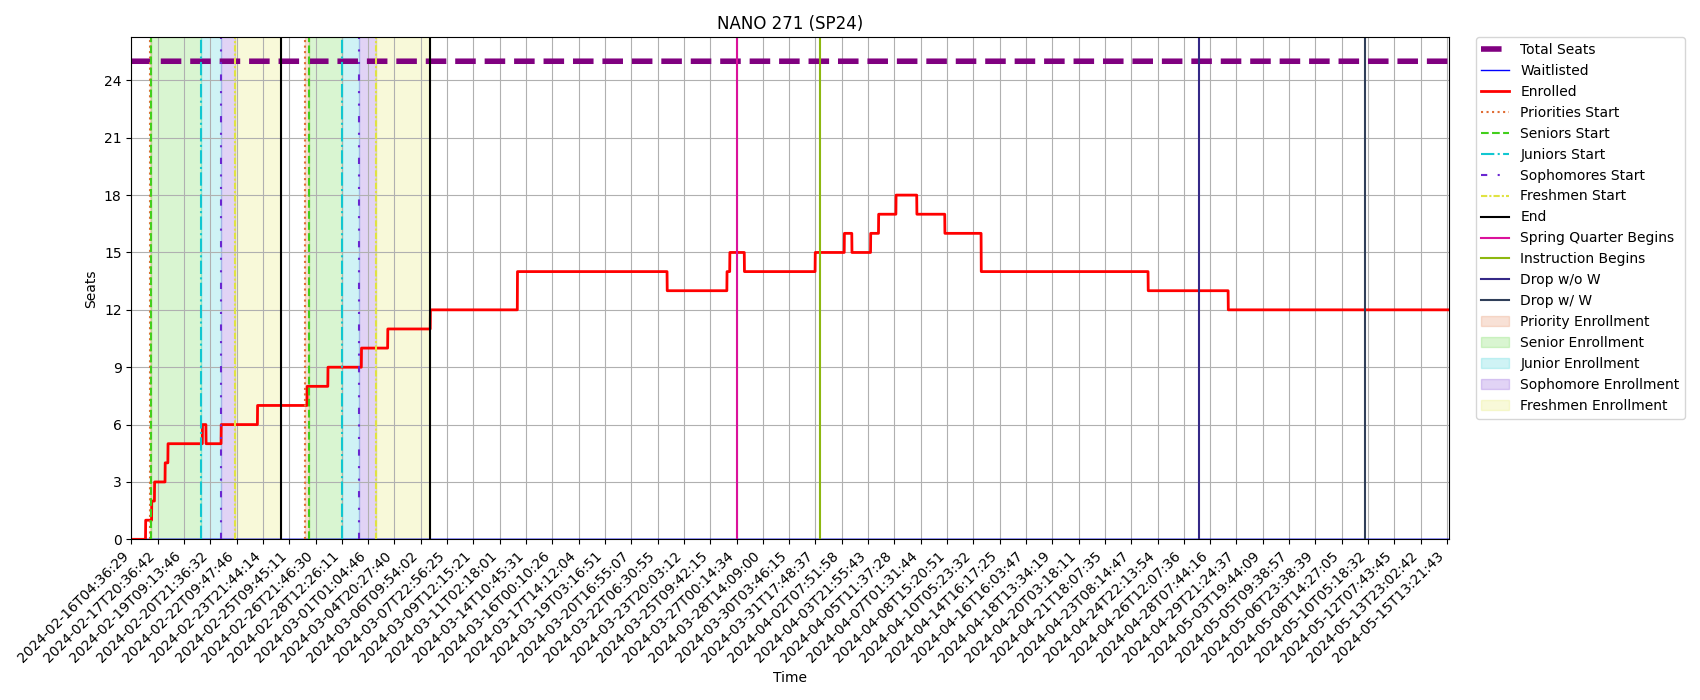 NANO 271 (SP24)
Total Seats
Waitlisted
Enrolled
Priorities Start
Seniors Start
Juniors Start
Sophomores Start
Freshmen Start
End
Spring Quarter Begins
Instruction Begins
Drop w/o W
Drop w/ W
Priority Enrollment
Senior Enrollment
Junior Enrollment
Sophomore Enrollment
Freshmen Enrollment
Seats
24
21
18
15
12
9
6
3
0
2024-02-16T04:36:29
2024-02-17T20:36:42
2024-02-19T09:13:46
2024-02-20T21:36:32
2024-02-22T09:47:46
2024-02-23T21:44:14
2024-02-25T09:45:11
2024-02-26T21:46:30
2024-02-28T12:26:11
2024-03-01T01:04:46
2024-03-04T20:27:40
2024-03-06T09:54:02
2024-03-07T22:56:25
2024-03-09T12:15:21
2024-03-11T02:18:01
2024-03-14T10:45:31
2024-03-16T00:10:26
2024-03-17T14:12:04
2024-03-19T03:16:51
2024-03-20T16:55:07
2024-03-22T06:30:55
2024-03-23T20:03:12
2024-03-25T09:42:15
2024-03-27T00:14:34
2024-03-28T14:09:00
2024-03-30T03:46:15
2024-03-31T17:48:37
2024-04-02T07:51:58
2024-04-03T21:55:43
2024-04-05T11:37:28
2024-04-07T01:31:44
2024-04-08T15:20:51
2024-04-10T05:23:32
2024-04-14T16:17:25
2024-04-16T16:03:47
2024-04-18T13:34:19
2024-04-20T03:18:11
2024-04-21T18:07:35
2024-04-23T08:14:47
2024-04-24T22:13:54
2024-04-26T12:07:36
2024-04-28T07:44:16
2024-04-29T21:24:37
2024-05-03T19:44:09
2024-05-05T09:38:57
2024-05-06T23:38:39
2024-05-08T14:27:05
2024-05-10T05:18:32
2024-05-12T07:43:45
2024-05-13T23:02:42
2024-05-15T13:21:43
Time